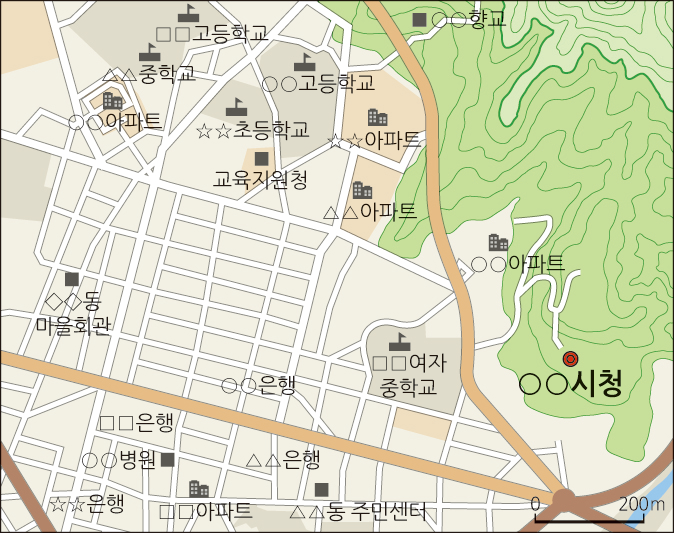 ○○향교
□□고등학교
△△중학교
○○고등학교
○○아파트
☆☆초등학교
☆☆아파트
교육지원청
△△아파트
○○아파트
◇◇동
마을회관
□□여자
중학교
○○시청
○○은행
□□은행
○○병원
△△은행
☆☆은행
□□아파트
△△동 주민센터
0 200m